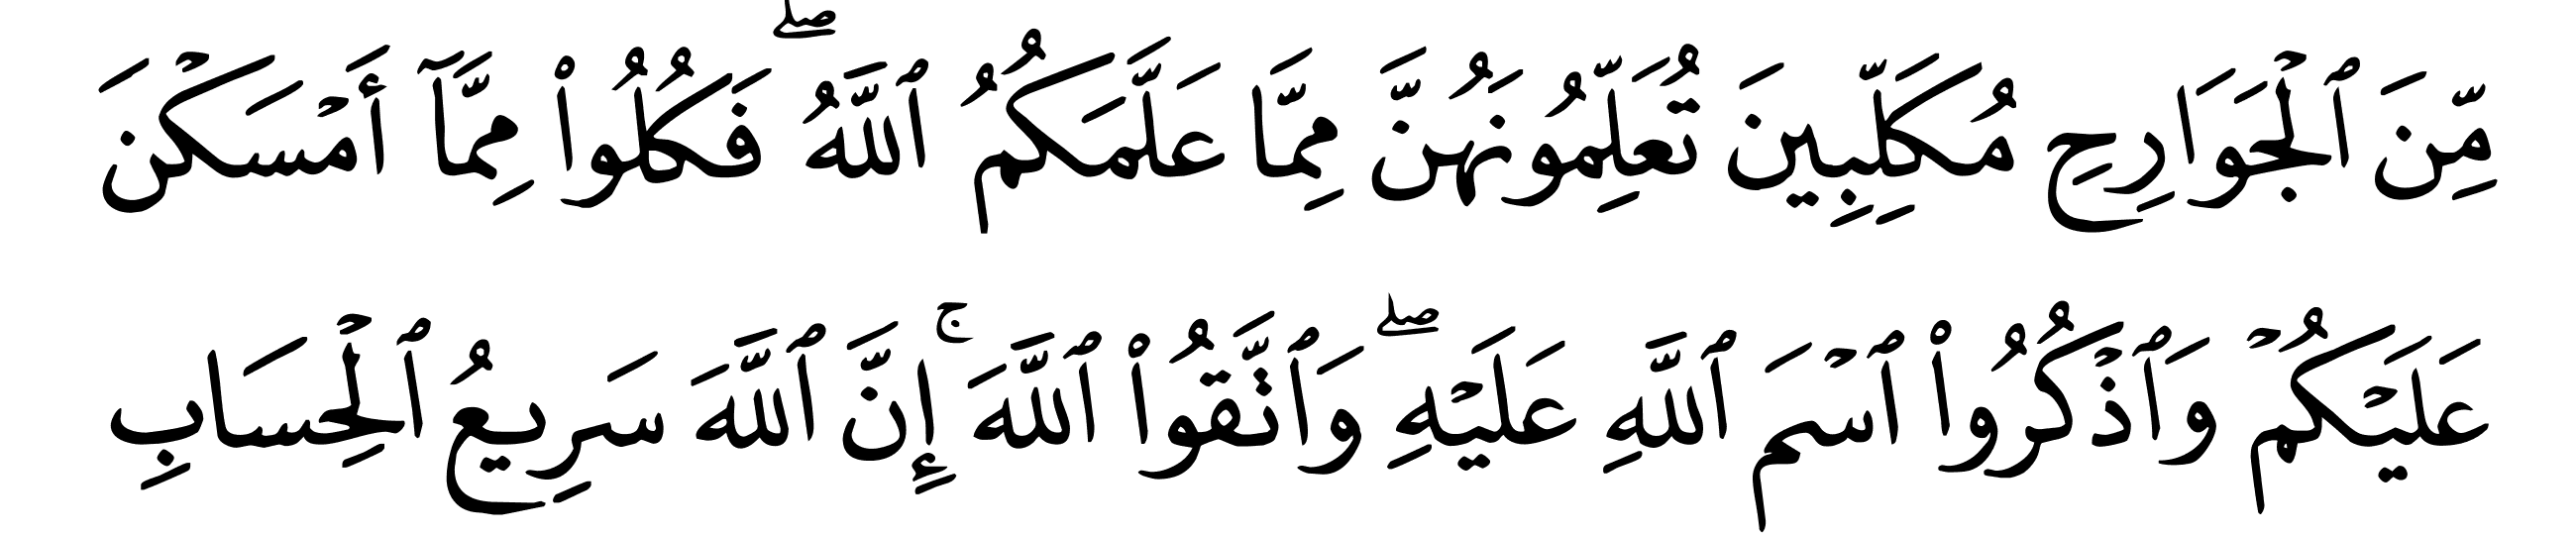 مِّنَ ٱلْجَوَارِحِ مُكَلِّبِينَ تُعَلِّمُونَهُنَّ مِمَّا عَلَّمَكُمُ ٱللَّهُ ۖ فَكُلُوا۟ مِمَّآ أَمْسَكْنَ
عَلَيْكُمْ وَٱذْكُرُوا۟ ٱسْمَ ٱللَّهِ عَلَيْهِ ۖ وَٱتَّقُوا۟ ٱللَّهَ ۚ إِنَّ ٱللَّهَ سَرِيعُ ٱلْحِسَابِ